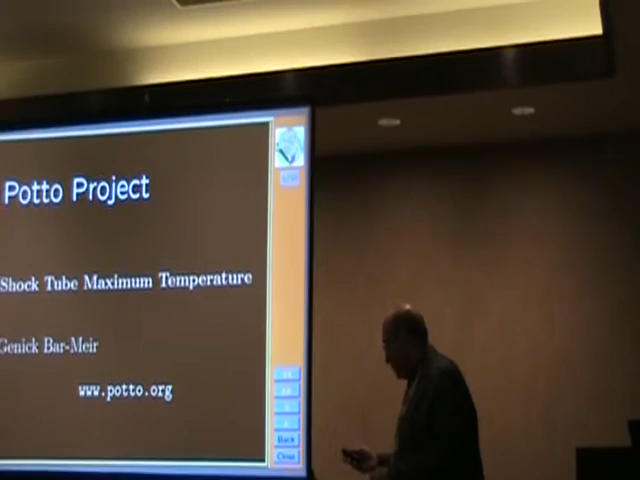 Potto Project
Shock Tube Maximum Temperature
Genick Bar-Meir
www.potto.org
Back
Close